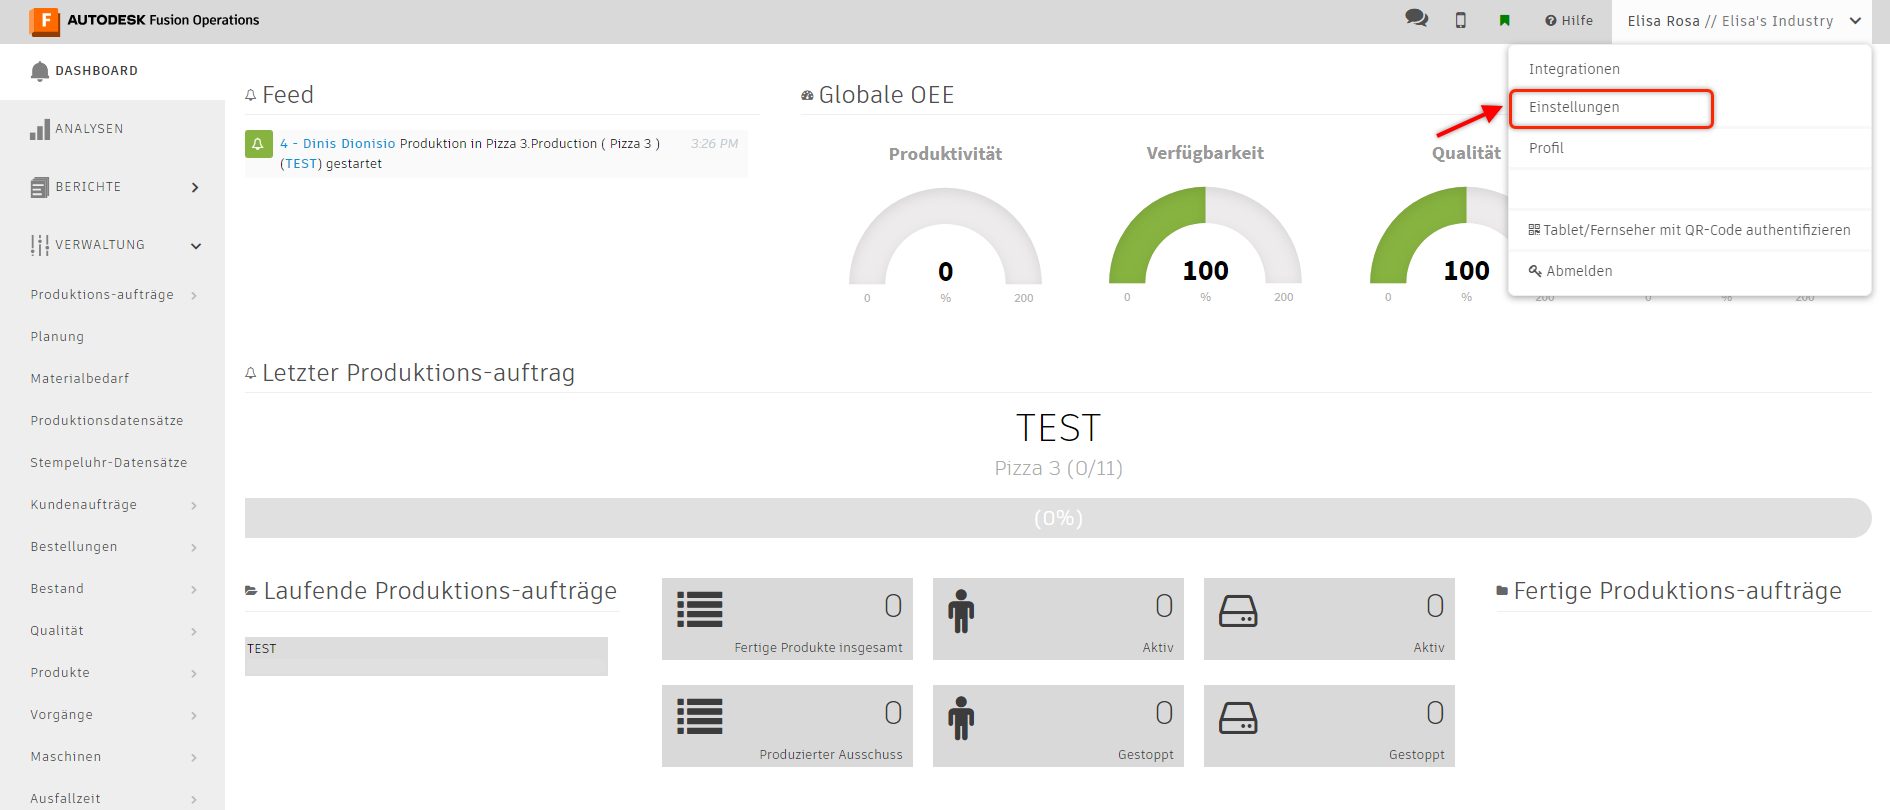 F AUTODESK Fusion Operations
Hilfe
Elisa Rosa // Elisa's Industry
DASHBOARD
ANALYSEN
BERICHTE
VERWALTUNG
Produktions-aufträge
Planung
Materialbedarf
Produktionsdatensätze
Stempeluhr-Datensätze
Kundenaufträge
Bestellungen
Bestand
Qualität
Produkte
Vorgänge
Maschinen
Ausfallzeit
Feed
4 - Dinis Dionisio Produktion in Pizza 3.Production ( Pizza 3 )
(TEST) gestartet
3:26 PM
Globale OEE
Produktivität
0
0 % 200
Verfügbarkeit
100
0 % 200
Qualität
100
0 % 200
0 % 200
Integrationen
Einstellungen
Profil
Tablet/Fernseher mit QR-Code authentifizieren
Abmelden
Letzter Produktions-auftrag
TEST
Pizza 3 (0/11)
(0%)
Laufende Produktions-aufträge
TEST
0
Fertige Produkte insgesamt
0
Aktiv
0
Aktiv
0
Produzierter Ausschuss
0
Gestoppt
0
Gestoppt
Fertige Produktions-aufträge